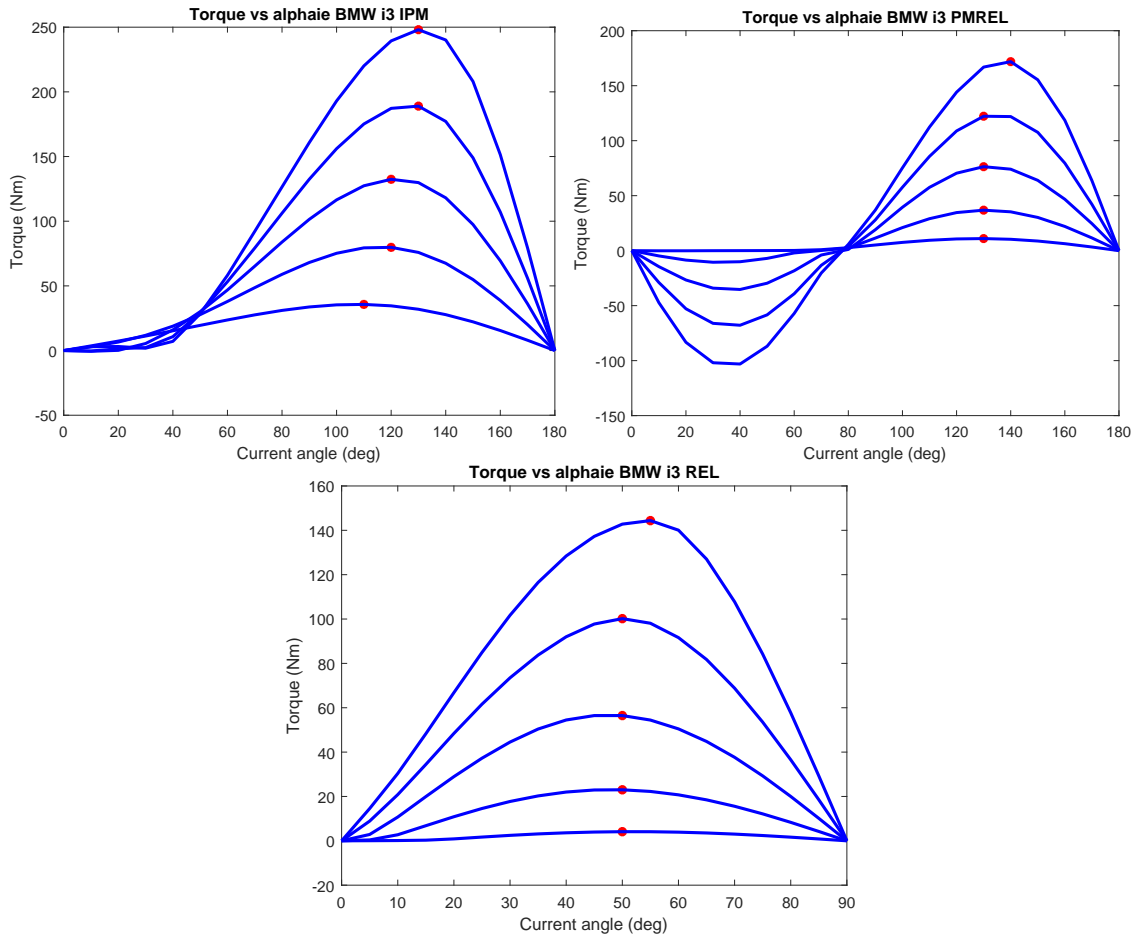 Torque vs alphaie BMW i3 IPM
250
200
150
100
50
0
-50
Torque (Nm)
0 20 40 60 80 100 120 140 160 180
Current angle (deg)
Torque vs alphaie BMW i3 PMREL
200
150
100
50
0
-50
-100
-150
Torque (Nm)
0 20 40 60 80 100 120 140 160 180
Current angle (deg)
Torque vs alphaie BMW i3 REL
160
140
120
100
80
60
40
20
0
-20
Torque (Nm)
0 10 20 30 40 50 60 70 80 90
Current angle (deg)